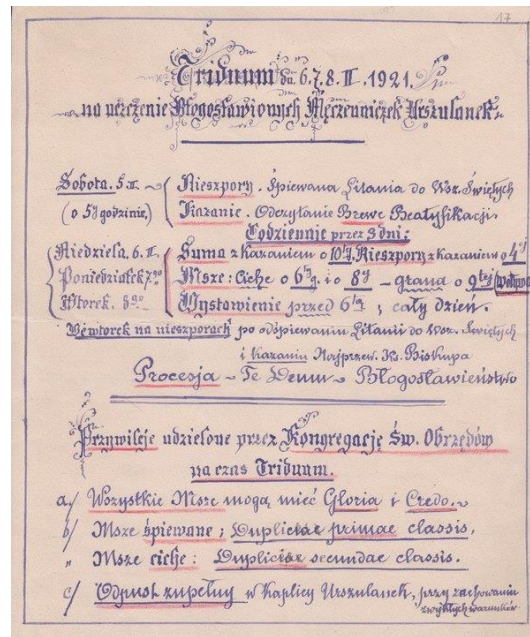 17
Triduum dn. 6. 7. 8. II. 1921.
na uczczenie Błogosławionych Męczenniczek Urszulanek
Sobota. 5. II. Nieszpory. Śpiewana Litania do Wsz. Świętych
(o 5ej godzinie) Kazanie. Odczytanie Brewe Beatyfikacji.
Codziennie przez 3 dni:
Niedziela. 6. II. Suma z Kazaniem o 10ej. Nieszpory z kazaniem o 4ej
Poniedziałek 7go Msze: Ciche o 6ej. i o 8ej – grana o 9tej (wotywa
Wtorek. 8go Wystawienie przed 6tą; cały dzień.
We wtorek na nieszporach po odśpiewaniu Litanii do Wsz. Świętych
i kazaniu Najprzew. Ks. Biskupa
Procesja – Te Deum – Błogosławieństwo
Przywileje udzielone przez Kongregację Św. Obrzędów
na czas Triduum.
a/ Wszystkie Msze mogą mieć Gloria i Credo.
b/ Msze śpiewane; Duplicis primae classis,
" Msze ciche: Duplicis secundae classis.
c/ Odpust zupełny w Kaplicy Urszulanek, przy zachowaniu
zwykłych warunków